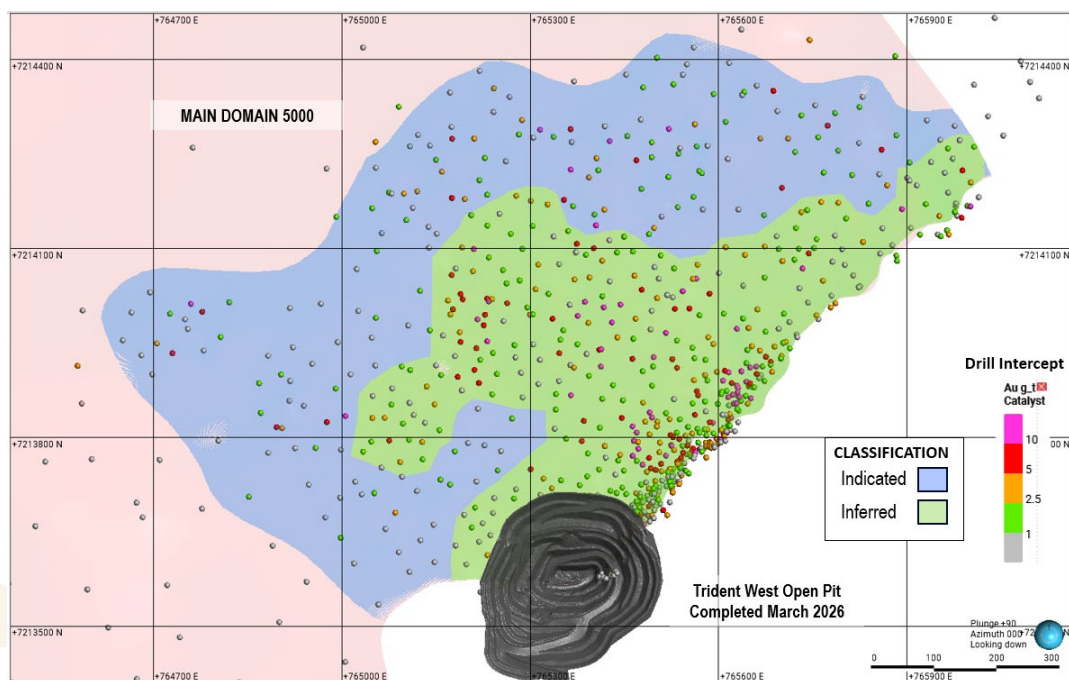 +764700 E
+765000 E
+765300 E
+765600 E
+765900 E
+7214400 N
+7214400 N
MAIN DOMAIN 5000
+7214100 N
+7214100 N
Drill Intercept
Au g_t
Catalyst
10
5
2.5
1
+7213800 N
00 N
CLASSIFICATION
Indicated
Inferred
Trident West Open Pit
Completed March 2026
+7213500 N
Plunge +90
Azimuth 000
Looking down
0 100 200 300
+764700 E
+765000 E
+765300 E
+765600 E
+765900 E